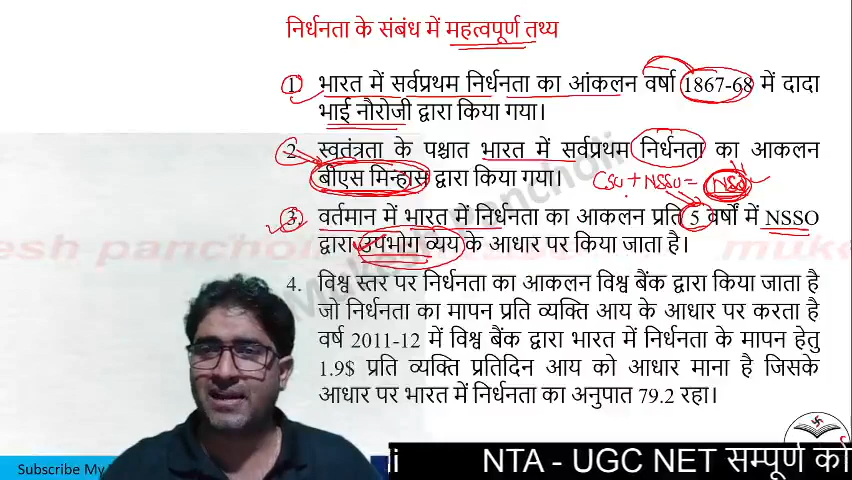 निर्धनता के संबंध में महत्वपूर्ण तथ्य
1. भारत में सर्वप्रथम निर्धनता का आंकलन वर्षा 1867-68 में दादा
भाई नौरोजी द्वारा किया गया।
2. स्वतंत्रता के पश्चात भारत में सर्वप्रथम निर्धनता का आकलन
बीएस मिन्हास द्वारा किया गया।
CSO + NSSO = NSO
3. वर्तमान में भारत में निर्धनता का आकलन प्रति 5 वर्षों में NSSO
द्वारा उपभोग व्यय के आधार पर किया जाता है।
4. विश्व स्तर पर निर्धनता का आकलन विश्व बैंक द्वारा किया जाता है
जो निर्धनता का मापन प्रति व्यक्ति आय के आधार पर करता है
वर्ष 2011-12 में विश्व बैंक द्वारा भारत में निर्धनता के मापन हेतु
1.9$ प्रति व्यक्ति प्रतिदिन आय को आधार माना है जिसके
आधार पर भारत में निर्धनता का अनुपात 79.2 रहा।
Mukesh Pancholi
Subscribe My
NTA - UGC NET सम्पूर्ण को